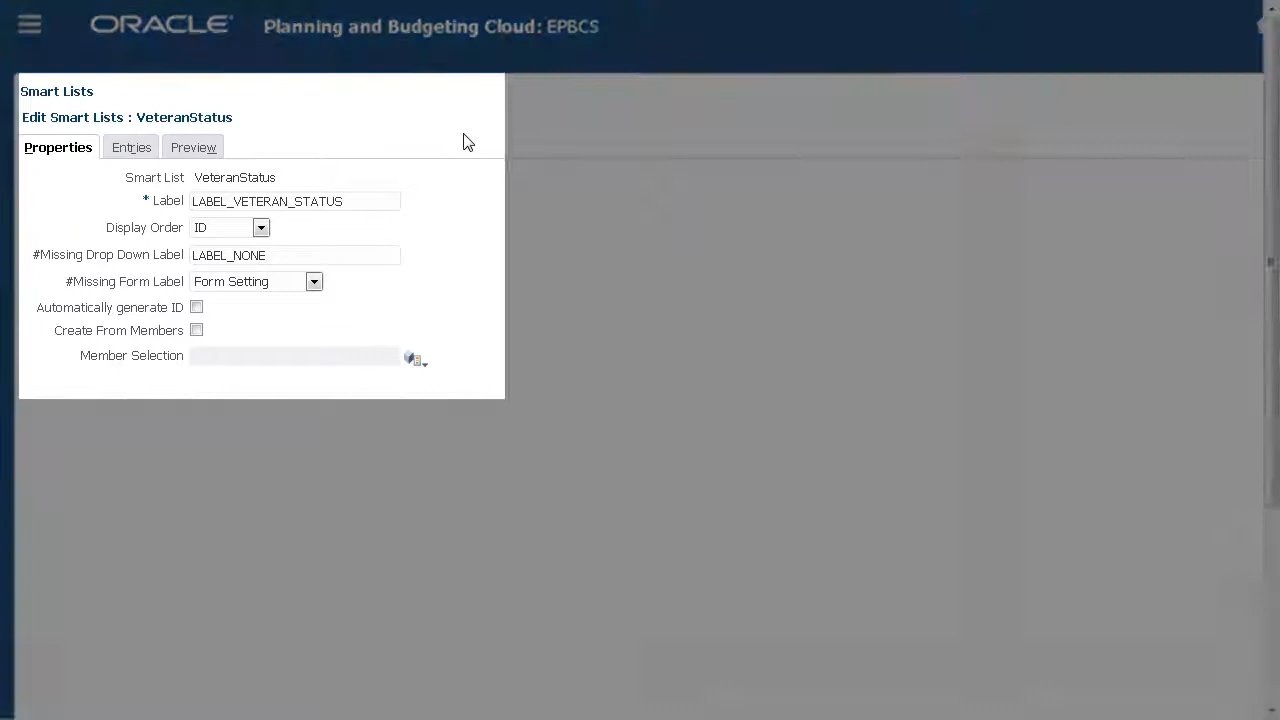 ORACLE Planning and Budgeting Cloud: EPBCS
Smart Lists
Edit Smart Lists : VeteranStatus
Properties Entries Preview
Smart List VeteranStatus
* Label LABEL_VETERAN_STATUS
Display Order ID
#Missing Drop Down Label LABEL_NONE
#Missing Form Label Form Setting
Automatically generate ID
Create From Members
Member Selection